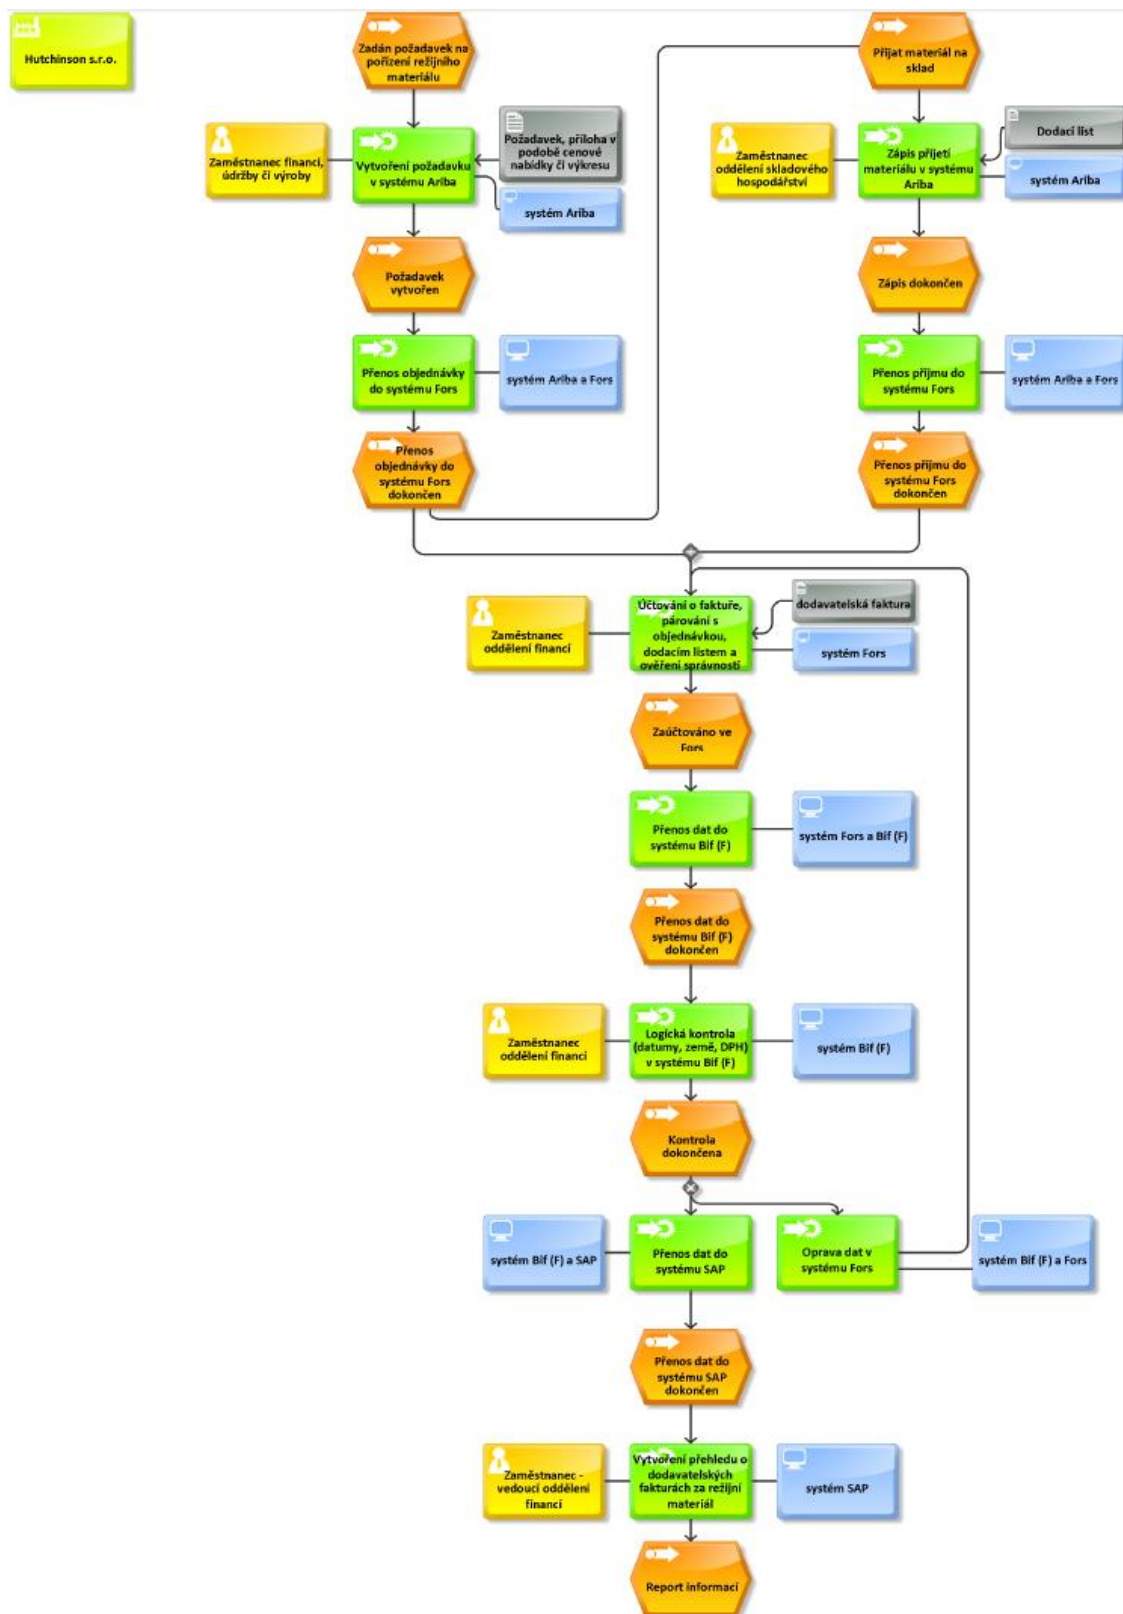 Hutchinson s.r.o.
Zadán požadavek na
pořízení režijního
materiálu
Přijat materiál na
sklad
Zaměstnanec financí,
údržby či výroby
Vytvoření požadavku
v systému Ariba
Požadavek, příloha v
podobě cenové
nabídky či výkresu
systém Ariba
Zaměstnanec
oddělení skladového
hospodářství
Zápis přijetí
materiálu v systému
Ariba
Dodací list
systém Ariba
Požadavek
vytvořen
Zápis dokončen
Přenos objednávky
do systému Fors
systém Ariba a Fors
Přenos příjmu do
systému Fors
systém Ariba a Fors
Přenos
objednávky do
systému Fors
dokončen
Přenos příjmu do
systému Fors
dokončen
Zaměstnanec
oddělení financí
Účtování o faktuře,
párování s
objednávkou,
dodacím listem a
ověření správnosti
dodavatelská faktura
systém Fors
Zaúčtováno ve
Fors
Přenos dat do
systému Bif (F)
systém Fors a Bif (F)
Přenos dat do
systému Bif (F)
dokončen
Zaměstnanec
oddělení financí
Logická kontrola
(datumy, země, DPH)
v systému Bif (F)
systém Bif (F)
Kontrola
dokončena
systém Bif (F) a SAP
Přenos dat do
systému SAP
Oprava dat v
systému Fors
systém Bif (F) a Fors
Přenos dat do
systému SAP
dokončen
Zaměstnanec -
vedoucí oddělení
financí
Vytvoření přehledu o
dodavatelských
fakturách za režijní
materiál
systém SAP
Report informací